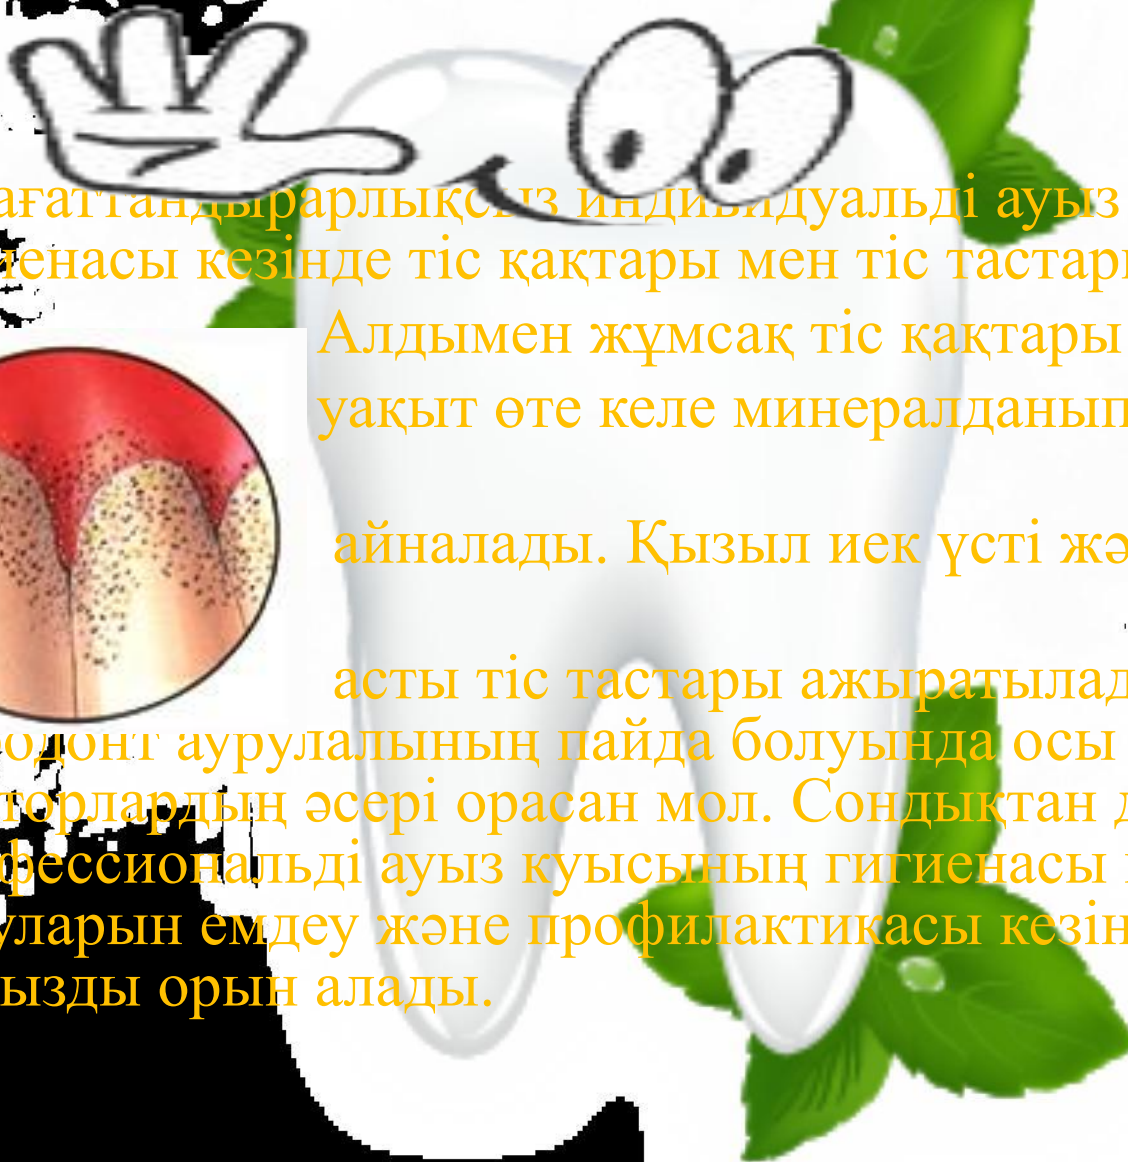 ағаттандырарлықсыз индивидуальді ауыз
иенасы кезінде тіс қақтары мен тіс тастары
Алдымен жұмсақ тіс қақтары
уақыт өте келе минералданып
айналады. Қызыл иек үсті жә
асты тіс тастары ажыратылад
одонт аурулалының пайда болуында осы
торлардың әсері орасан мол. Сондықтан д
фессиональді ауыз куысының гигиенасы
уларын емдеу және профилактикасы кезін
ызды орын алады.